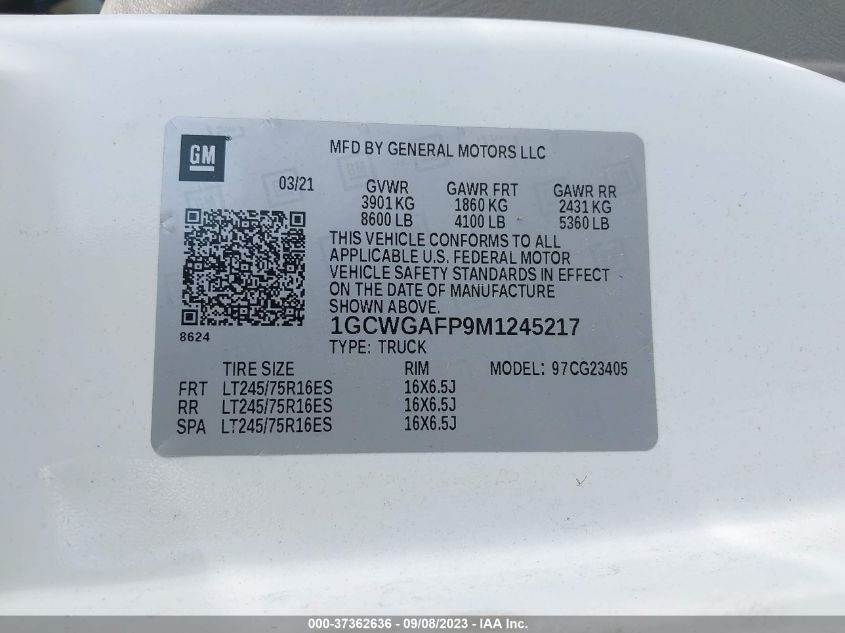 GM
MFD BY GENERAL MOTORS LLC
03/21 GVWR GAWR FRT GAWR RR
3901 KG 1860 KG 2431 KG
8600 LB 4100 LB 5360 LB
THIS VEHICLE CONFORMS TO ALL
APPLICABLE U.S. FEDERAL MOTOR
VEHICLE SAFETY STANDARDS IN EFFECT
ON THE DATE OF MANUFACTURE
SHOWN ABOVE.
1GCWGAFP9M1245217
8624
TYPE: TRUCK
TIRE SIZE RIM MODEL: 97CG23405
FRT LT245/75R16ES 16X6.5J
RR LT245/75R16ES 16X6.5J
SPA LT245/75R16ES 16X6.5J
000-37362636 - 09/08/2023 - Copyright © 2023 IAA, Inc.